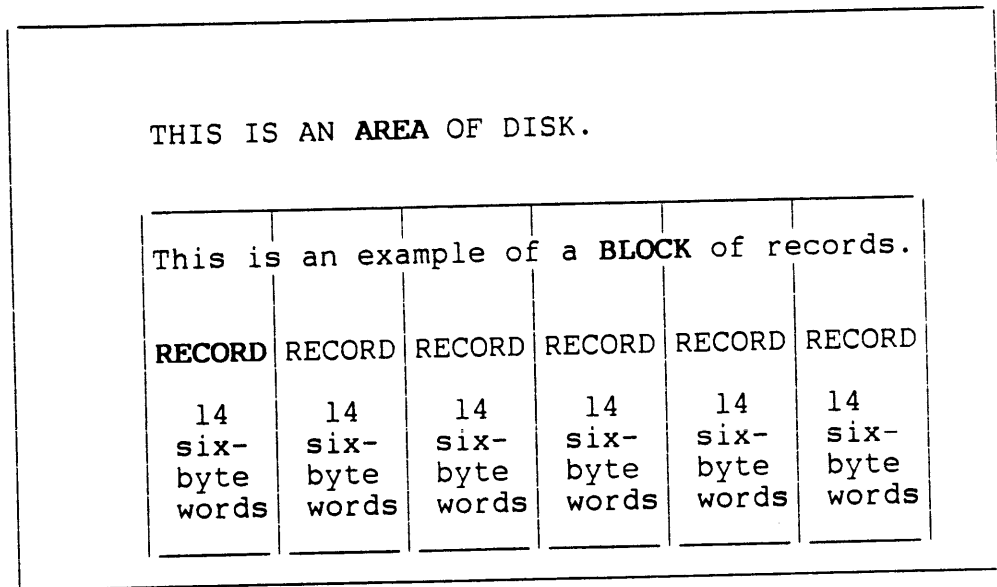 THIS IS AN AREA OF DISK.
This is an example of a BLOCK of records.
RECORD RECORD RECORD RECORD RECORD RECORD
14 14 14 14 14 14
six- six- six- six- six- six-
byte byte byte byte byte byte
words words words words words words